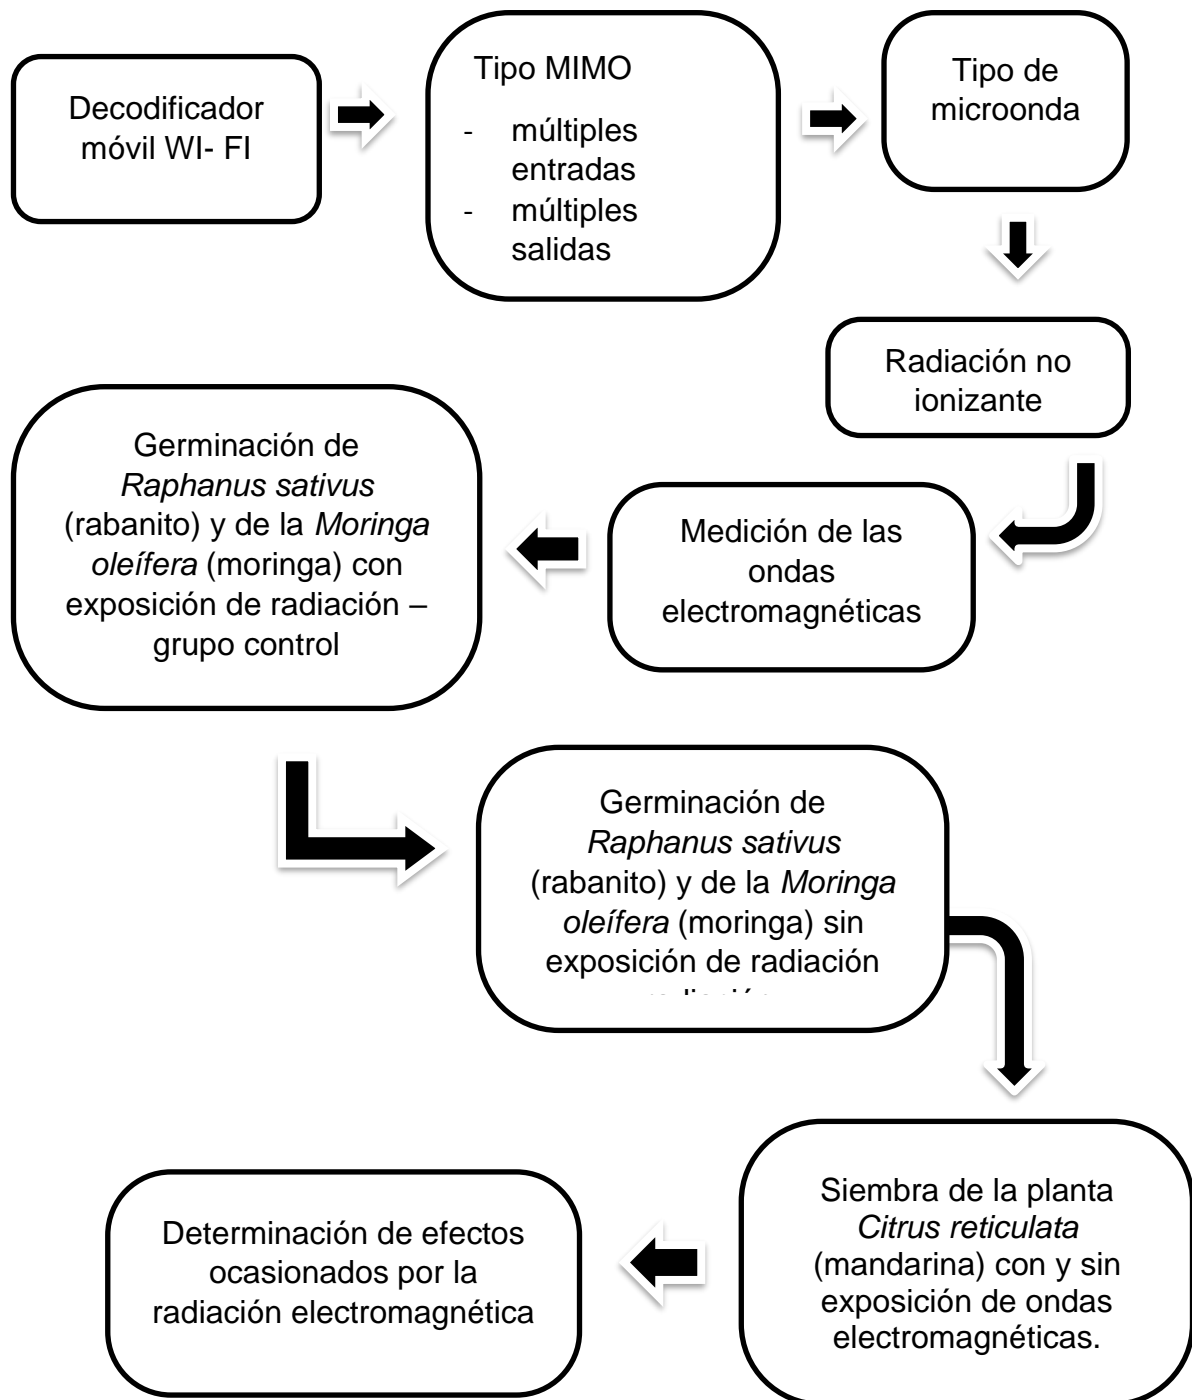 Decodificador
móvil WI- FI
Tipo MIMO
- múltiples
entradas
- múltiples
salidas
Tipo de
microonda
Radiación no
ionizante
Medición de las
ondas
electromagnéticas
Germinación de
Raphanus sativus
(rabanito) y de la Moringa
oleífera (moringa) con
exposición de radiación –
grupo control
Germinación de
Raphanus sativus
(rabanito) y de la Moringa
oleífera (moringa) sin
exposición de radiación
Siembra de la planta
Citrus reticulata
(mandarina) con y sin
exposición de ondas
electromagnéticas.
Determinación de efectos
ocasionados por la
radiación electromagnética